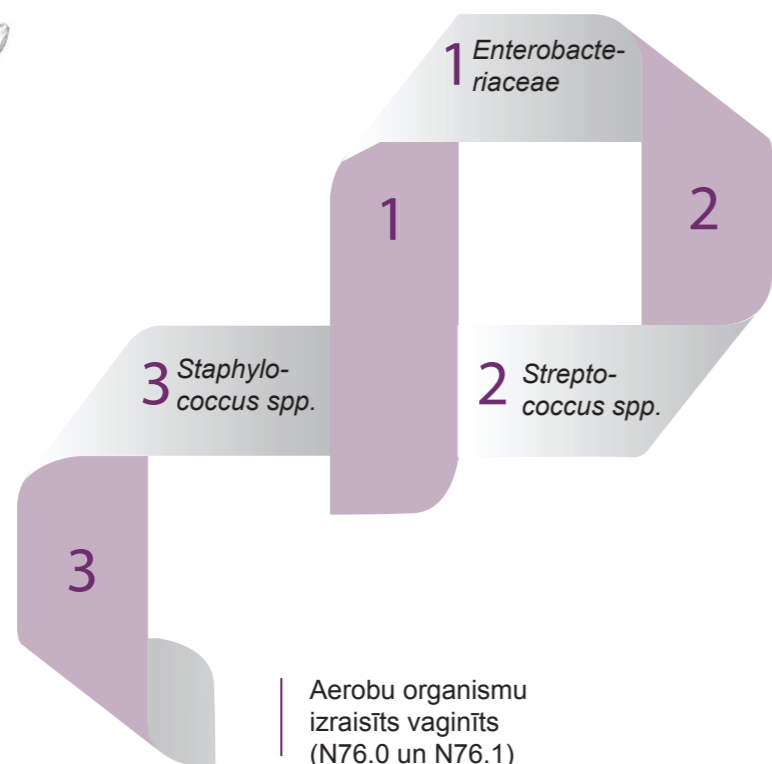 1 Enterobacte-
riaceae
1
2
3 Staphylo-
coccus spp.
2 Strepto-
coccus spp.
3
Aerobu organismu
izraisīts vaginīts
(N76.0 un N76.1)